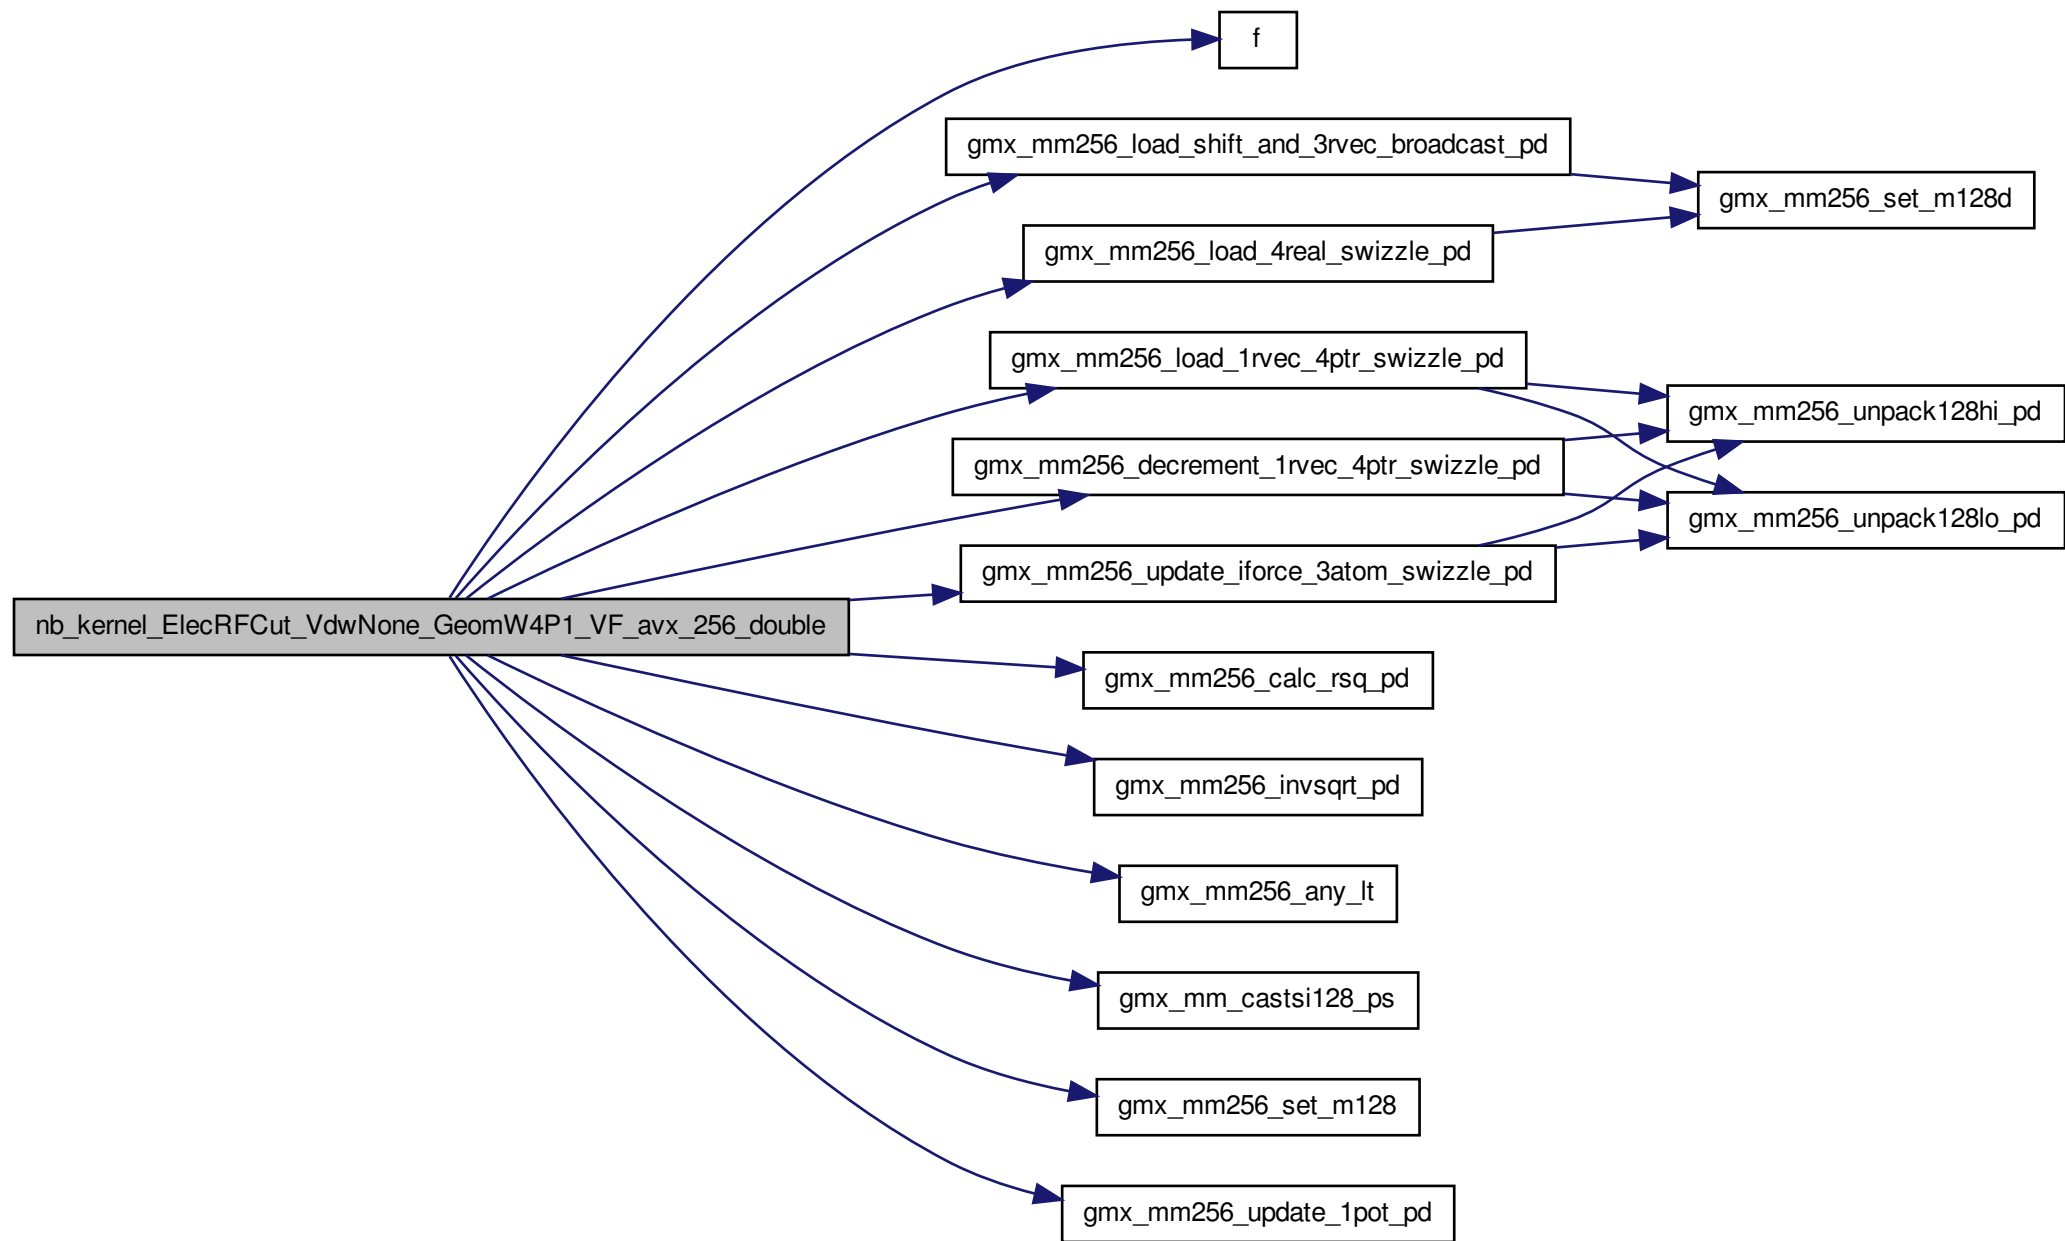 f
gmx_mm256_load_shift_and_3rvec_broadcast_pd
gmx_mm256_set_m128d
gmx_mm256_load_4real_swizzle_pd
gmx_mm256_load_1rvec_4ptr_swizzle_pd
gmx_mm256_unpack128hi_pd
gmx_mm256_decrement_1rvec_4ptr_swizzle_pd
gmx_mm256_unpack128lo_pd
gmx_mm256_update_iforce_3atom_swizzle_pd
nb_kernel_ElecRFCut_VdwNone_GeomW4P1_VF_avx_256_double
gmx_mm256_calc_rsq_pd
gmx_mm256_invsqrt_pd
gmx_mm256_any_lt
gmx_mm_castsi128_ps
gmx_mm256_set_m128
gmx_mm256_update_1pot_pd